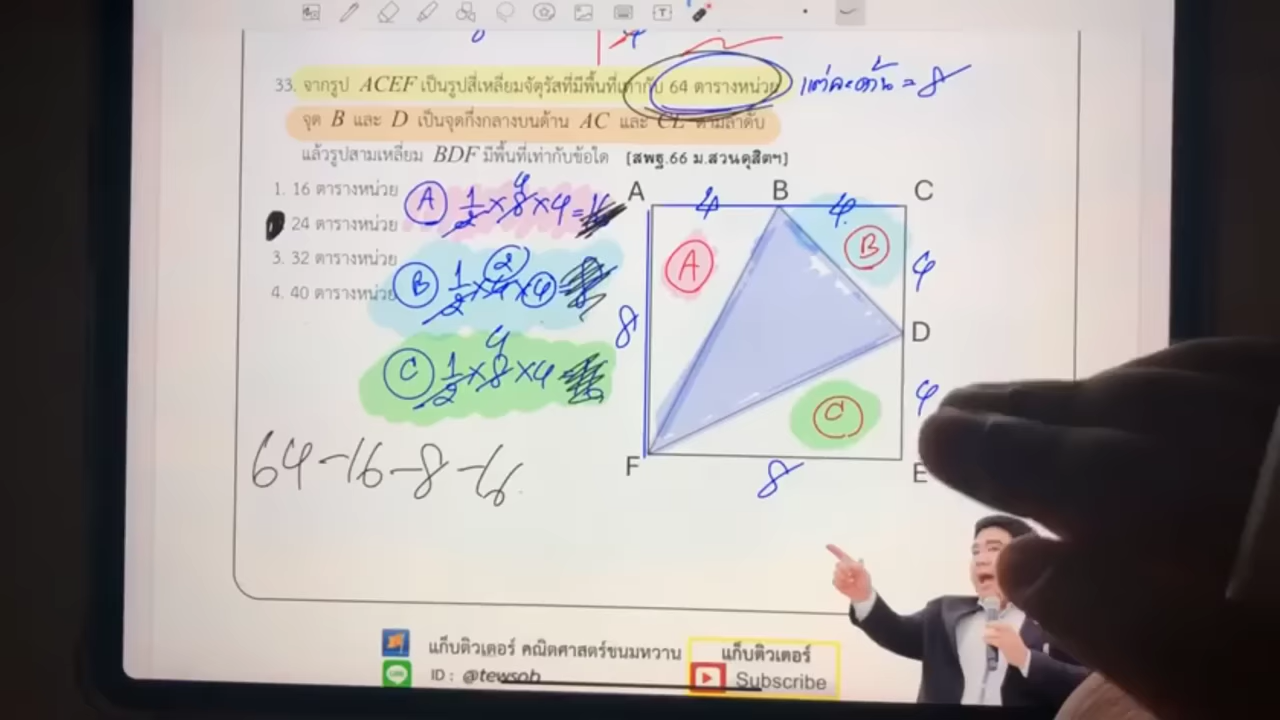 33. จากรูป ACEF เป็นรูปสี่เหลี่ยมจัตุรัสที่มีพื้นที่เท่ากับ 64 ตารางหน่วย แต่ละด้าน = 8
จุด B และ D เป็นจุดกึ่งกลางบนด้าน AC และ CE ตามลำดับ
แล้วรูปสามเหลี่ยม BDF มีพื้นที่เท่ากับข้อใด [สพฐ.66 ม.สวนดุสิตฯ]
1. 16 ตารางหน่วย
24 ตารางหน่วย
3. 32 ตารางหน่วย
4. 40 ตารางหน่วย
A 1/2 × 8 × 4 = 16
4
B 1/2 × 4 × 4 =
2
C 1/2 × 8 × 4 =
4
64 - 16 - 8 - 16
A 4 B 4 C
A B
4
8 D
C 4
F 8 E
แก๊บติวเตอร์ คณิตศาสตร์ขนมหวาน
ID : @tewsob
แก๊บติวเตอร์
Subscribe